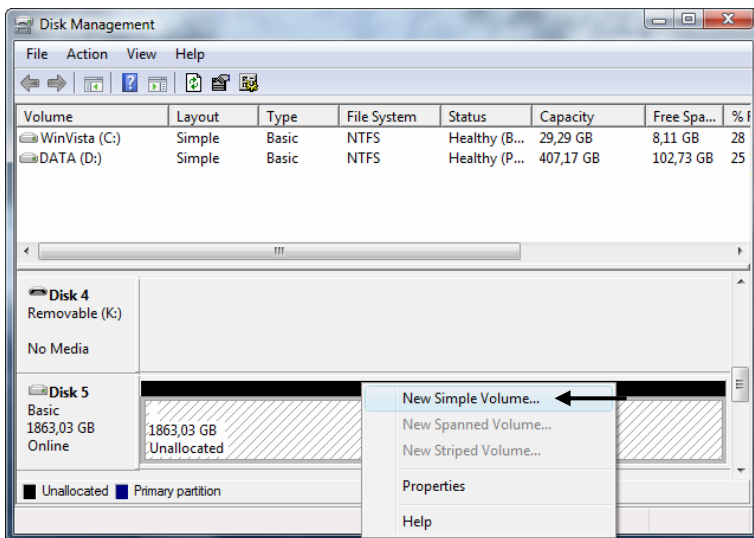 Disk Management
File Action View Help
Volume Layout Type File System Status Capacity Free Spa... % F
WinVista (C:) Simple Basic NTFS Healthy (B... 29,29 GB 8,11 GB 28
DATA (D:) Simple Basic NTFS Healthy (P... 407,17 GB 102,73 GB 25
Disk 4
Removable (K:)
No Media
Disk 5
Basic
1863,03 GB
Online
1863,03 GB
Unallocated
New Simple Volume...
New Spanned Volume...
New Striped Volume...
Properties
Help
Unallocated Primary partition